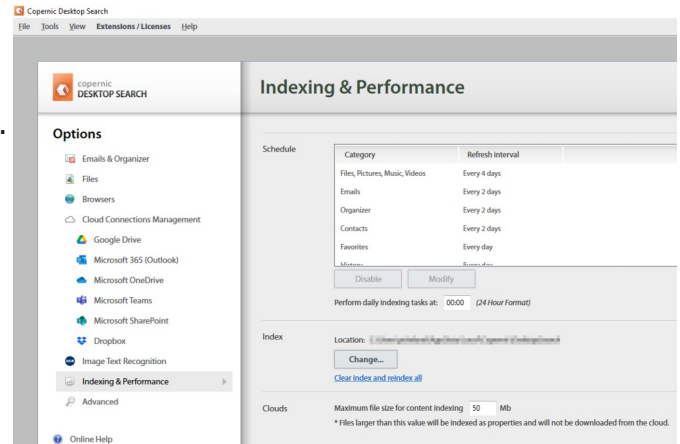 Copernic Desktop Search
File Tools View Extensions / Licenses Help
copernic
DESKTOP SEARCH
Indexing & Performance
Options
Emails & Organizer
Files
Browsers
Cloud Connections Management
Google Drive
Microsoft 365 (Outlook)
Microsoft OneDrive
Microsoft Teams
Microsoft SharePoint
Dropbox
Image Text Recognition
Indexing & Performance
Advanced
Online Help
Schedule
Category Refresh interval
Files, Pictures, Music, Videos Every 4 days
Emails Every 2 days
Organizer Every 2 days
Contacts Every 2 days
Favorites Every day
History Every day
Disable Modify
Perform daily indexing tasks at: 00:00 (24 Hour Format)
Index
Location:
Change...
Clear index and reindex all
Clouds
Maximum file size for content indexing 50 Mb
* Files larger than this value will be indexed as properties and will not be downloaded from the cloud.